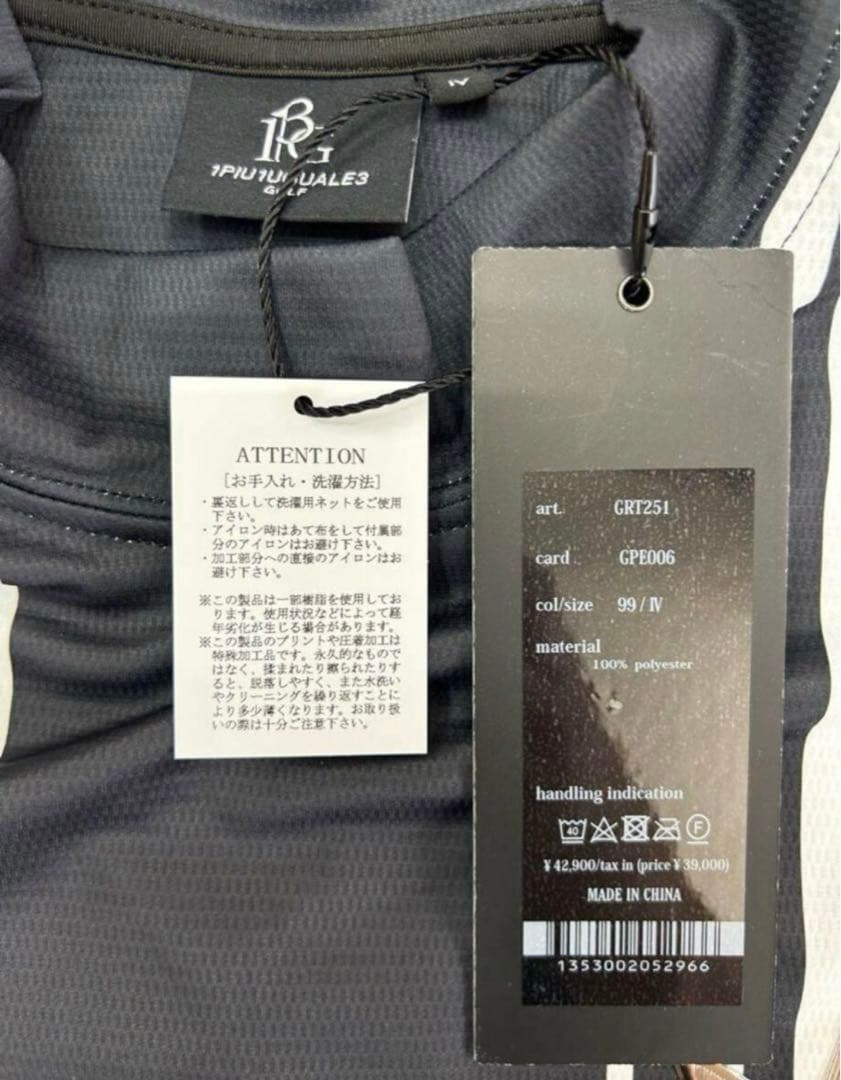 1PIU1UGUALE3
GOLF
IV
ATTENTION
[お手入れ・洗濯方法]
・裏返しして洗濯用ネットをご使用
下さい。
・アイロン時はあて布をして付属部
分のアイロンはお避け下さい。
・加工部分への直接のアイロンはお
避け下さい。
※この製品は一部樹脂を使用してお
ります。使用状況などによって経
年劣化が生じる場合があります。
※この製品のプリントや圧着加工は
特殊加工品です。永久的なもので
はなく、揉まれたり擦られたりす
ると、脱落しやすく、また水洗い
やクリーニングを繰り返すことに
より多少薄くなります。お取り扱
いの際は十分ご注意下さい。
art. GRT251
card GPE006
col/size 99 / Ⅳ
material
100% polyester
handling indication
40 F
¥42,900/tax in (price¥39,000)
MADE IN CHINA
1353002052966